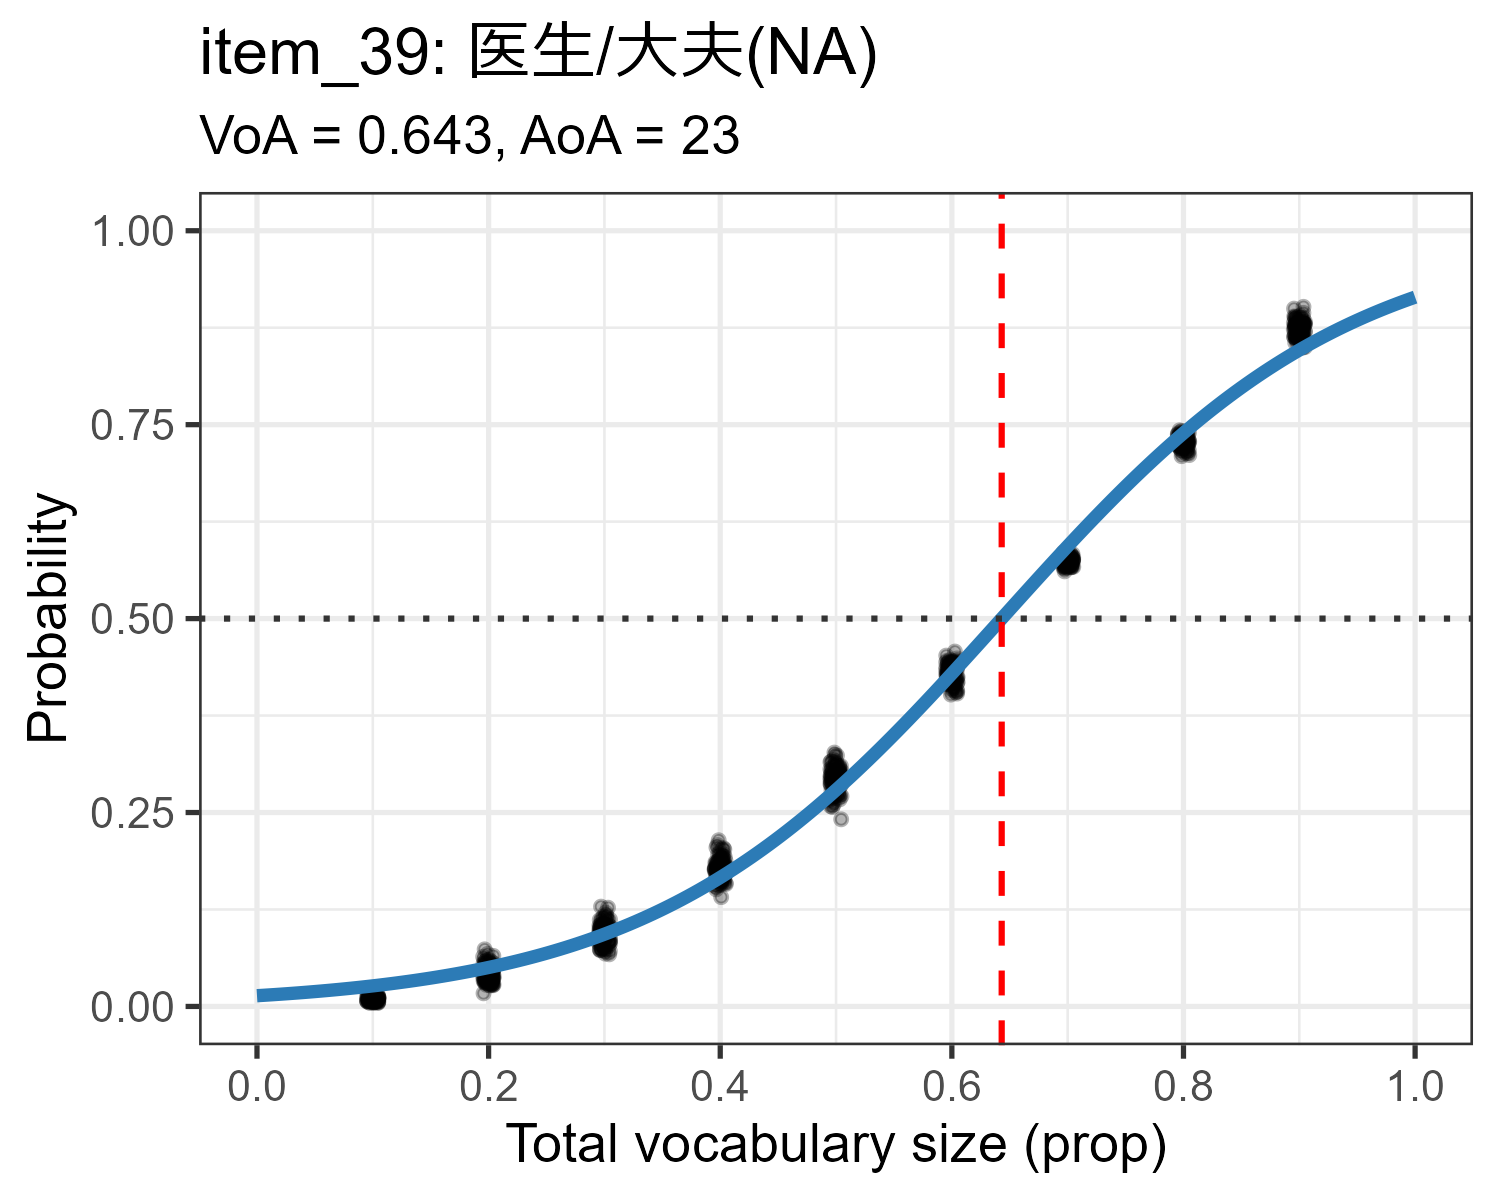 item_39: 医生/大夫(NA)
VoA = 0.643, AoA = 23
1.00
0.75
0.50
0.25
0.00
Probability
0.0 0.2 0.4 0.6 0.8 1.0
Total vocabulary size (prop)